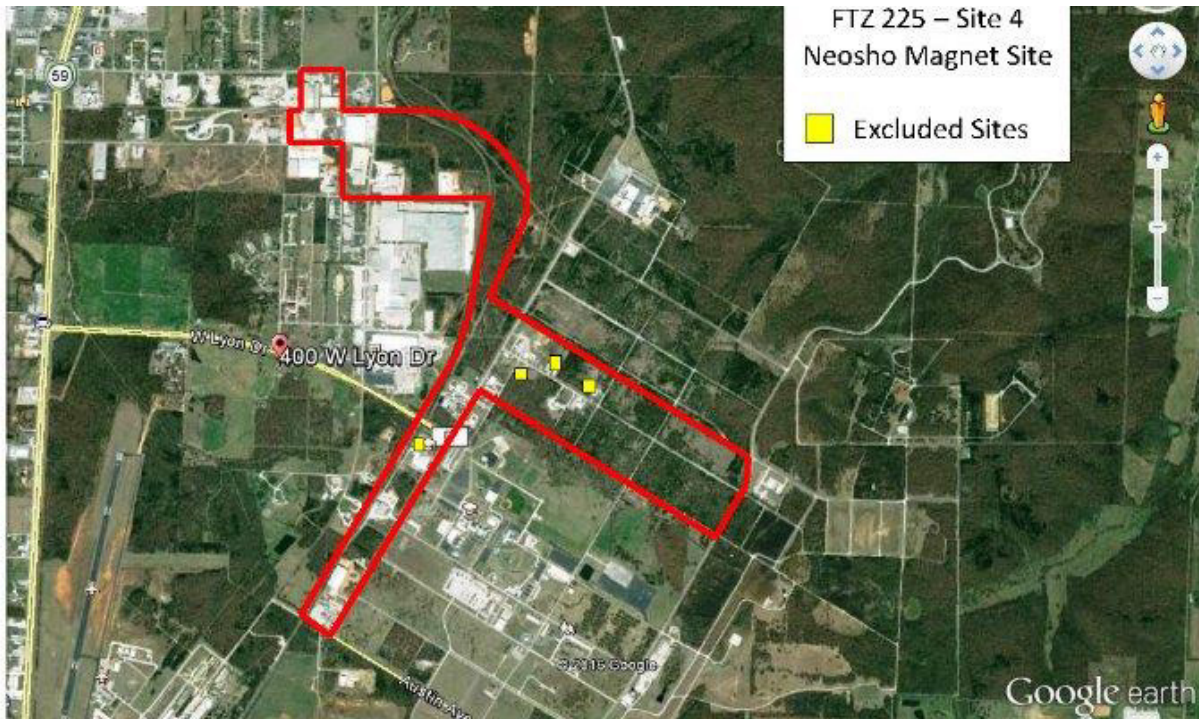 FTZ 225 – Site 4
Neosho Magnet Site
Excluded Sites
59
W Lyon Dr
400 W Lyon Dr
Austin Ave
© 2016 Google
Google earth